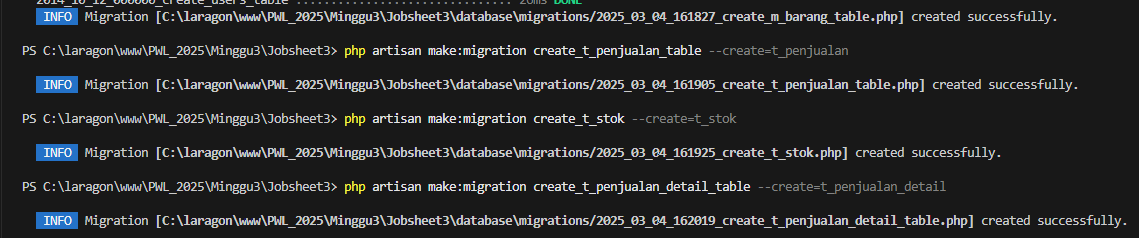 2014_10_12_000000_create_users_table ............................... 20ms DONE
INFO Migration [C:\laragon\www\PWL_2025\Minggu3\Jobsheet3\database\migrations/2025_03_04_161827_create_m_barang_table.php] created successfully.
PS C:\laragon\www\PWL_2025\Minggu3\Jobsheet3> php artisan make:migration create_t_penjualan_table --create=t_penjualan
INFO Migration [C:\laragon\www\PWL_2025\Minggu3\Jobsheet3\database\migrations/2025_03_04_161905_create_t_penjualan_table.php] created successfully.
PS C:\laragon\www\PWL_2025\Minggu3\Jobsheet3> php artisan make:migration create_t_stok --create=t_stok
INFO Migration [C:\laragon\www\PWL_2025\Minggu3\Jobsheet3\database\migrations/2025_03_04_161925_create_t_stok.php] created successfully.
PS C:\laragon\www\PWL_2025\Minggu3\Jobsheet3> php artisan make:migration create_t_penjualan_detail_table --create=t_penjualan_detail
INFO Migration [C:\laragon\www\PWL_2025\Minggu3\Jobsheet3\database\migrations/2025_03_04_162019_create_t_penjualan_detail_table.php] created successfully.